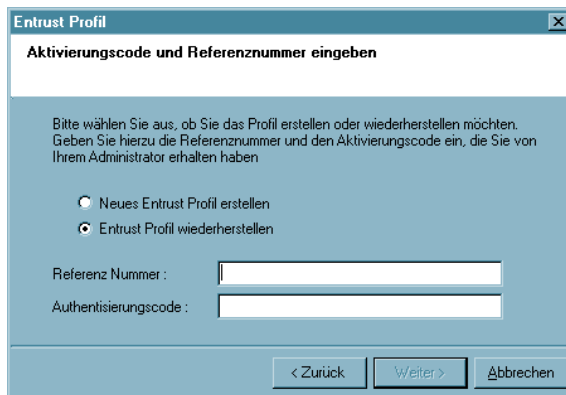 Entrust Profil
Aktivierungscode und Referenznummer eingeben
Bitte wählen Sie aus, ob Sie das Profil erstellen oder wiederherstellen möchten.
Geben Sie hierzu die Referenznummer und den Aktivierungscode ein, die Sie von
Ihrem Administrator erhalten haben
Neues Entrust Profil erstellen
Entrust Profil wiederherstellen
Referenz Nummer :
Authentisierungscode :
< Zurück
Weiter >
Abbrechen